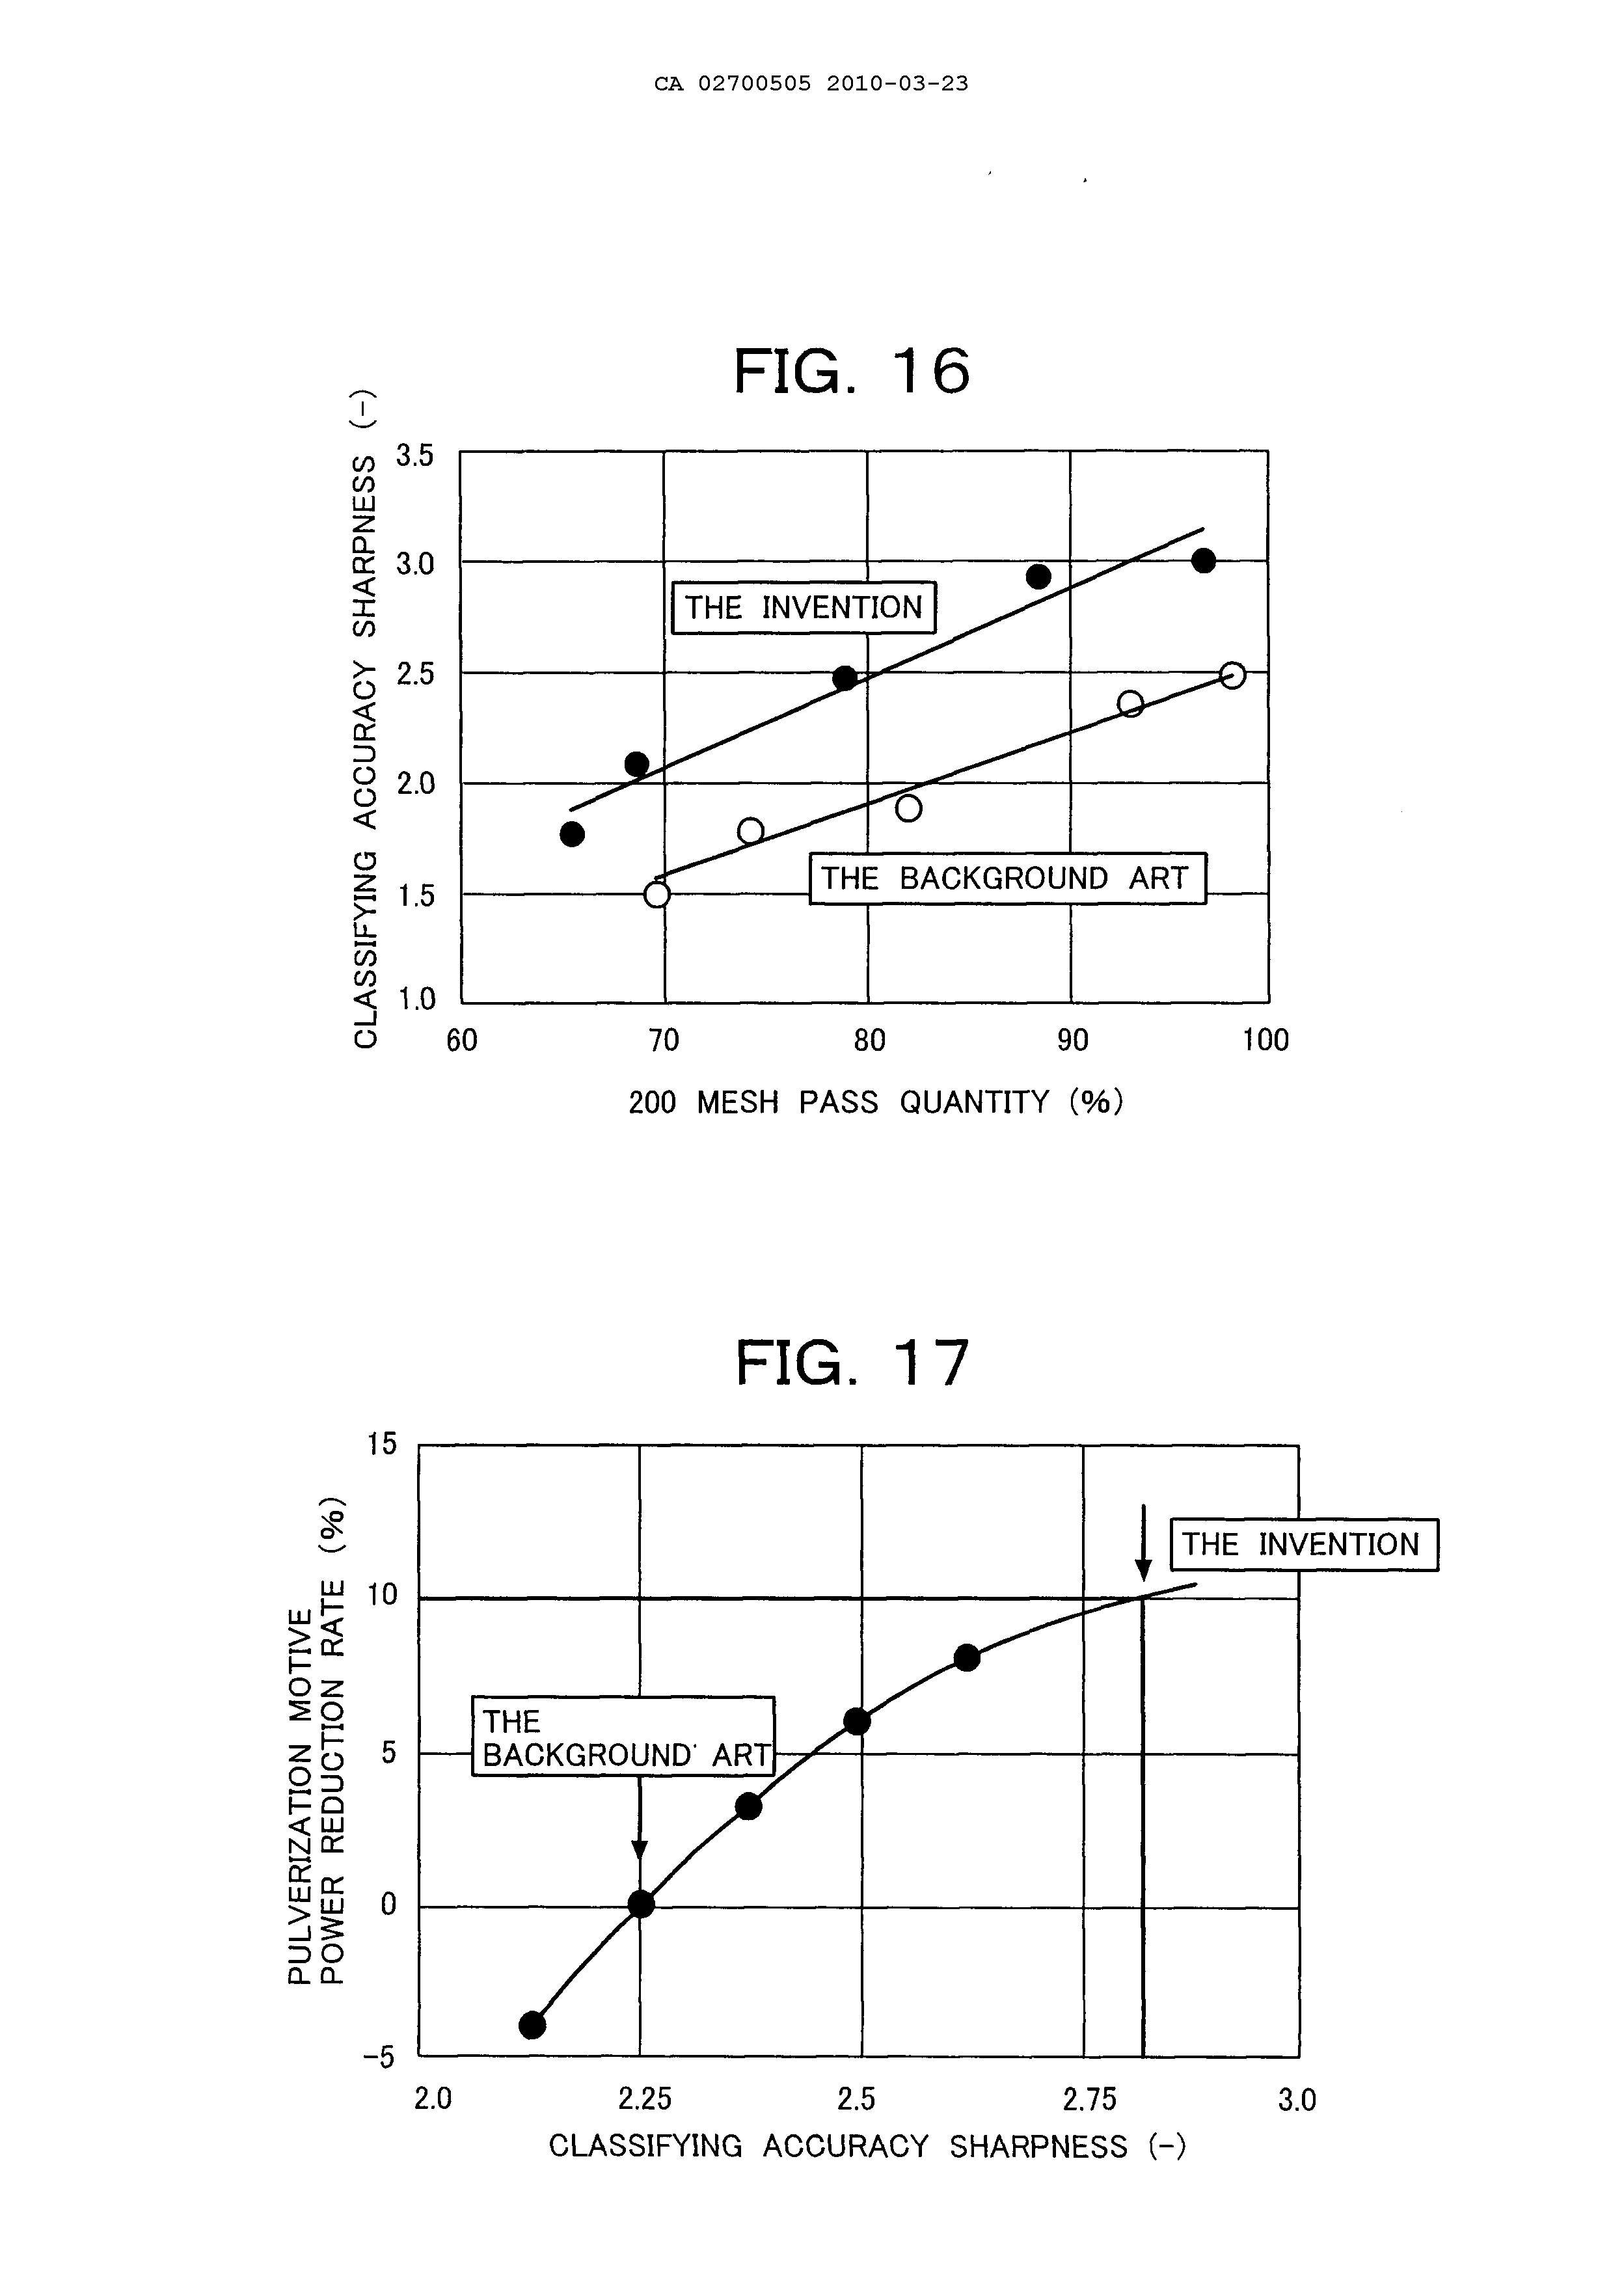 CA 02700505 2010-03-23
FIG. 16
CLASSIFYING ACCURACY SHARPNESS (-)
3.5
3.0
2.5
2.0
1.5
1.0
THE INVENTION
THE BACKGROUND ART
60 70 80 90 100
200 MESH PASS QUANTITY (%)
FIG. 17
PULVERIZATION MOTIVE
POWER REDUCTION RATE (%)
15
10
5
0
-5
THE INVENTION
THE
BACKGROUND ART
2.0 2.25 2.5 2.75 3.0
CLASSIFYING ACCURACY SHARPNESS (-)